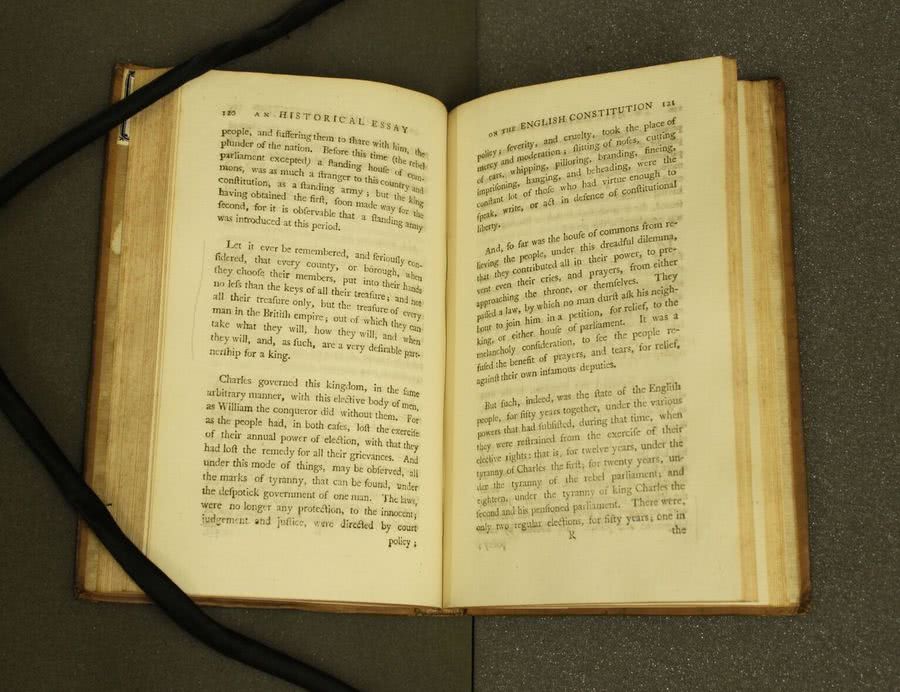 120 AN HISTORICAL ESSAY
people, and ſuffering them to ſhare with him, the
plunder of the nation. Before this time (the rebel
parliament excepted) a ſtanding houſe of com-
mons, was as much a ſtranger to this country and
conſtitution, as a ſtanding army; but the king
having obtained the firſt, ſoon made way for the
ſecond, for it is obſervable that a ſtanding army
was introduced at this period.
Let it ever be remembered, and ſeriouſly con-
ſidered, that every county, or borough, when
they chooſe their members, put into their hands
no leſs than the keys of all their treaſure; and not
all their treaſure only, but the treaſure of every
man in the Britiſh empire; out of which they can
take what they will, how they will, and when
they will, and, as ſuch, are a very deſirable part-
nerſhip for a king.
Charles governed this kingdom, in the ſame
arbitrary manner, with this elective body of men,
as William the conqueror did without them. For
as the people had, in both caſes, loſt the exerciſe
of their annual power of election, with that they
had loſt the remedy for all their grievances. And
under this mode of things, may be obſerved, all
the marks of tyranny, that can be found, under
the deſpotick government of one man. The laws,
were no longer any protection, to the innocent;
judgement and juſtice, were directed by court
policy;
ON THE ENGLISH CONSTITUTION 121
policy; ſeverity, and cruelty, took the place of
mercy and moderation; ſlitting of noſes, cutting
of ears, whipping, pilloring, branding, fineing,
impriſoning, hanging, and beheading, were the
conſtant lot of thoſe who had virtue enough to
ſpeak, write, or act in defence of conſtitutional
liberty.
And, ſo far was the houſe of commons from re-
lieving the people, under this dreadful dilemma,
that they contributed all in their power, to pre-
vent even their cries, and prayers, from either
approaching the throne, or themſelves. They
paſſed a law, by which no man durſt aſk his neigh-
bour to join him in a petition, for relief, to the
king, or either houſe of parliament. It was a
melancholy conſideration, to ſee the people re-
fuſed the benefit of prayers, and tears, for relief,
againſt their own infamous deputies.
But ſuch, indeed, was the ſtate of the Engliſh
people, for fifty years together, under the various
powers that had ſubſiſted, during that time, when
they were reſtrained from the exerciſe of their
elective rights: that is, for twelve years, under the
tyranny of Charles the firſt; for twenty years, un-
der the tyranny of the rebel parliament; and
eighteen, under the tyranny of king Charles the
ſecond and his penſioned parliament. There were,
only two regular elections, for fifty years; one in
R the